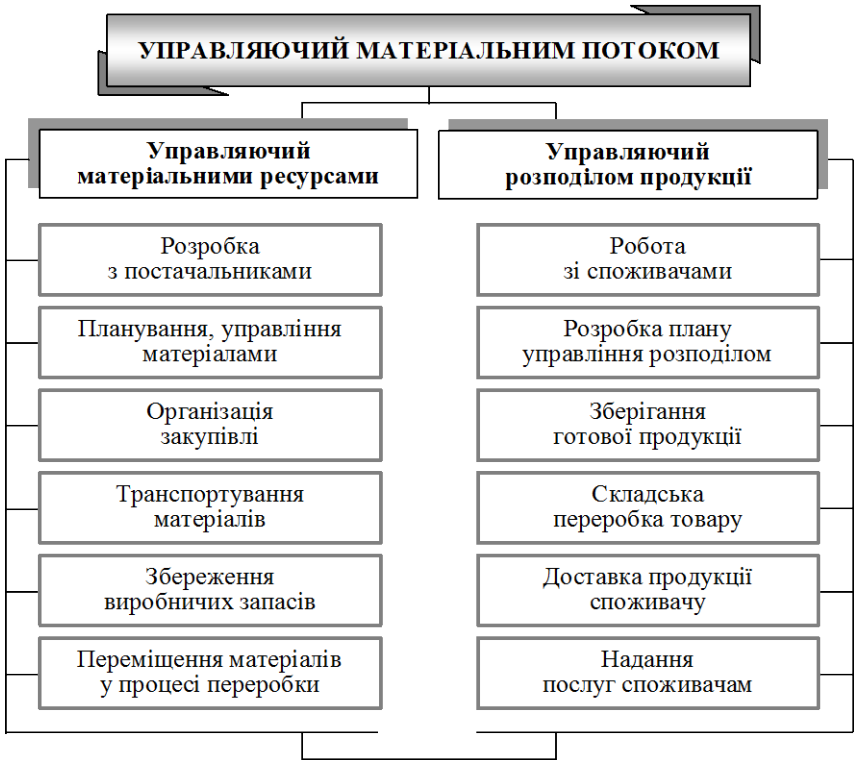 УПРАВЛЯЮЧИЙ МАТЕРІАЛЬНИМ ПОТОКОМ
Управляючий
матеріальними ресурсами
Розробка
з постачальниками
Планування, управління
матеріалами
Організація
закупівлі
Транспортування
матеріалів
Збереження
виробничих запасів
Переміщення матеріалів
у процесі переробки
Управляючий
розподілом продукції
Робота
зі споживачами
Розробка плану
управління розподілом
Зберігання
готової продукції
Складська
переробка товару
Доставка продукції
споживачу
Надання
послуг споживачам